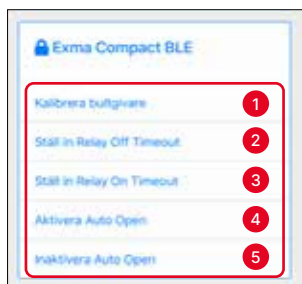 Exma Compact BLE
Kalibrera bultgivare 1
Ställ in Relay Off Timeout 2
Ställ in Relay On Timeout 3
Aktivera Auto Open 4
Inaktivera Auto Open 5